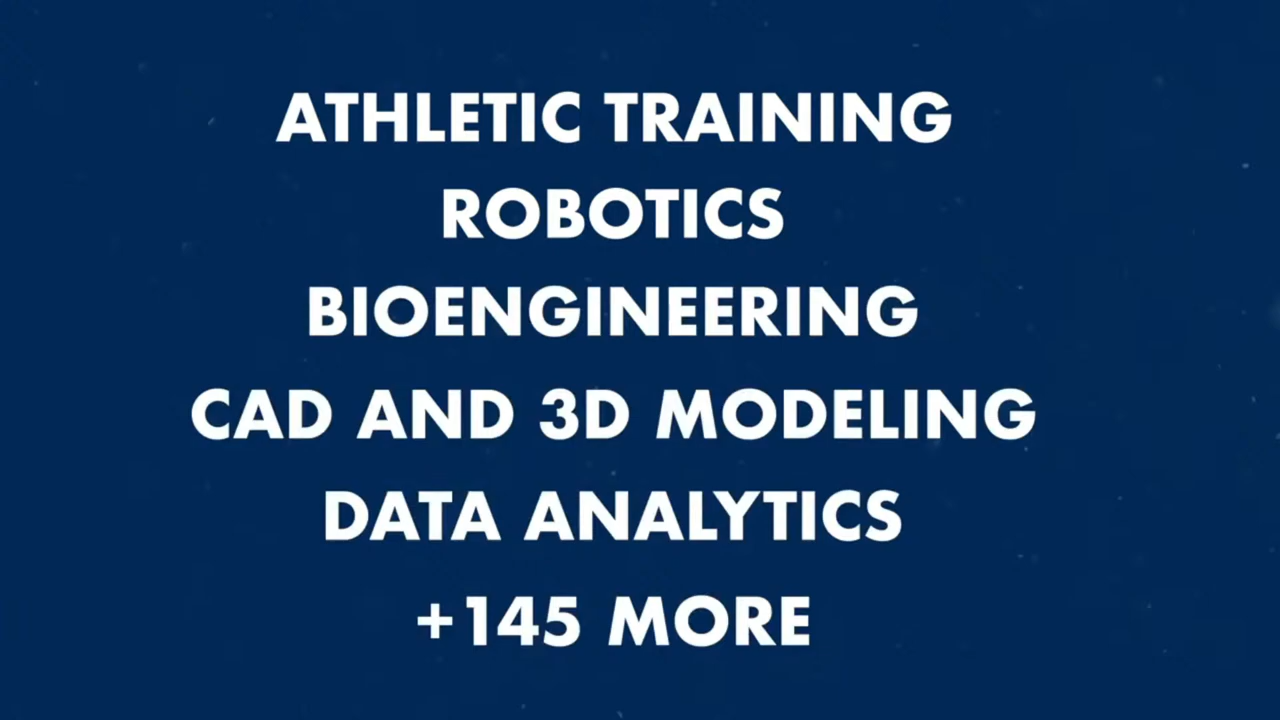 ATHLETIC TRAINING
ROBOTICS
BIOENGINEERING
CAD AND 3D MODELING
DATA ANALYTICS
+145 MORE